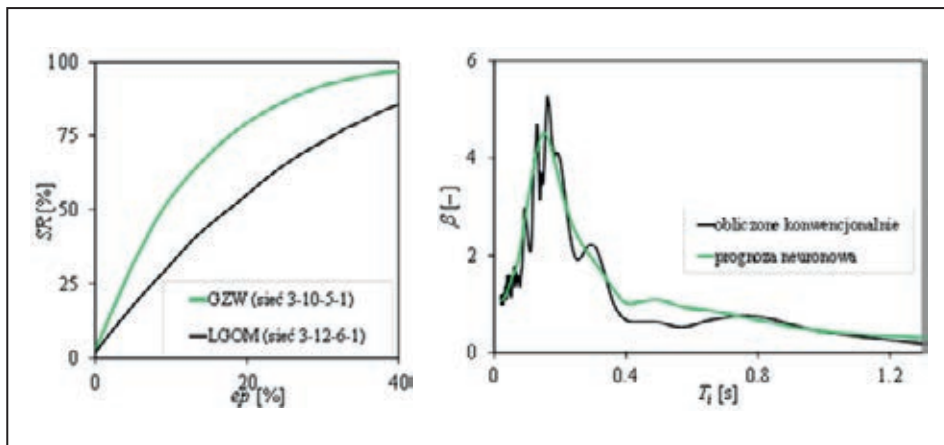 100
75
50
25
0
SR [%]
GZW (sieć 3-10-5-1)
LGOM (sieć 3-12-6-1)
0
20
40
ep [%]
6
4
2
0
β [–]
obliczone konwencjonalnie
prognoza neuronowa
0
0.4
0.8
1.2
Ti [s]